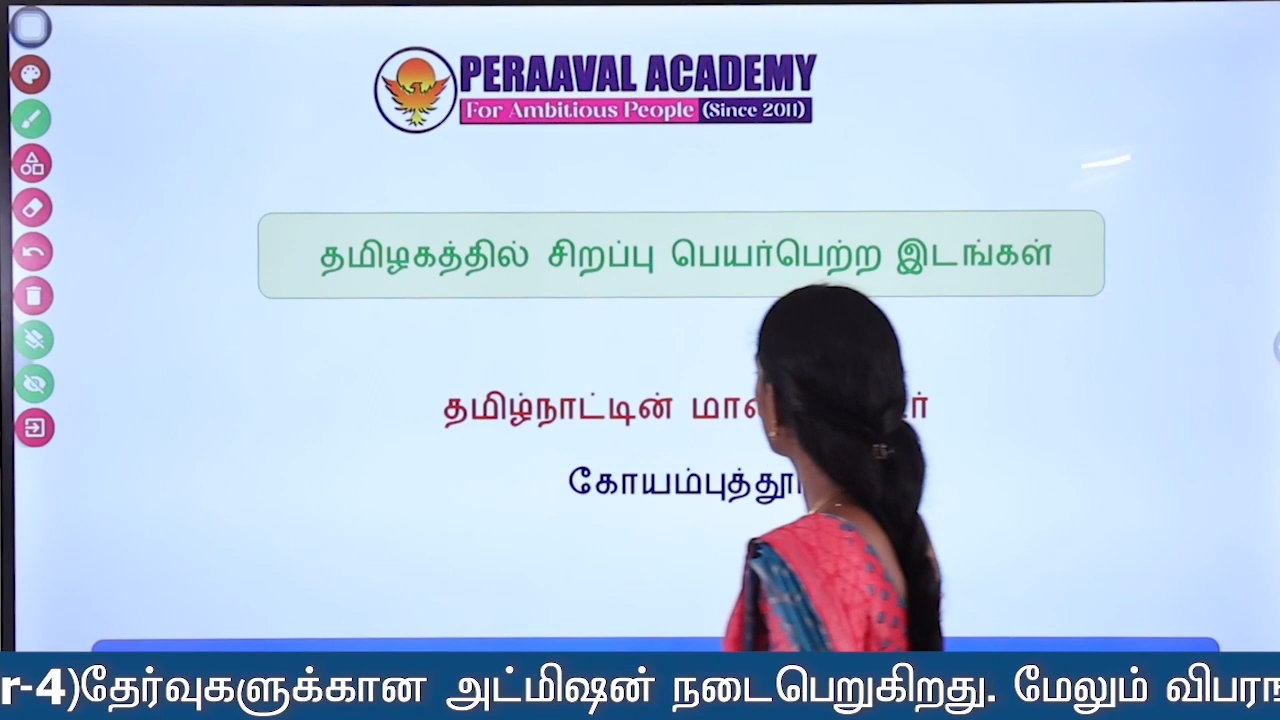 PERAAVAL ACADEMY
For Ambitious People (Since 2011)
தமிழகத்தில் சிறப்பு பெயர்பெற்ற இடங்கள்
தமிழ்நாட்டின்
r-4)தேர்வுகளுக்கான அட்மிஷன் நடைபெறுகிறது. மேலும்